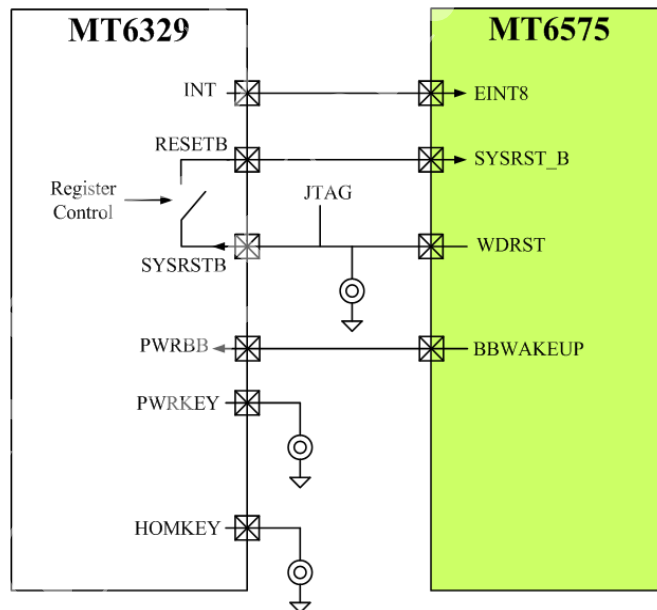 MT6329
MT6575
INT
EINT8
RESETB
SYSRST_B
Register
Control
JTAG
SYSRSTB
WDRST
PWRBB
BBWAKEUP
PWRKEY
HOMKEY